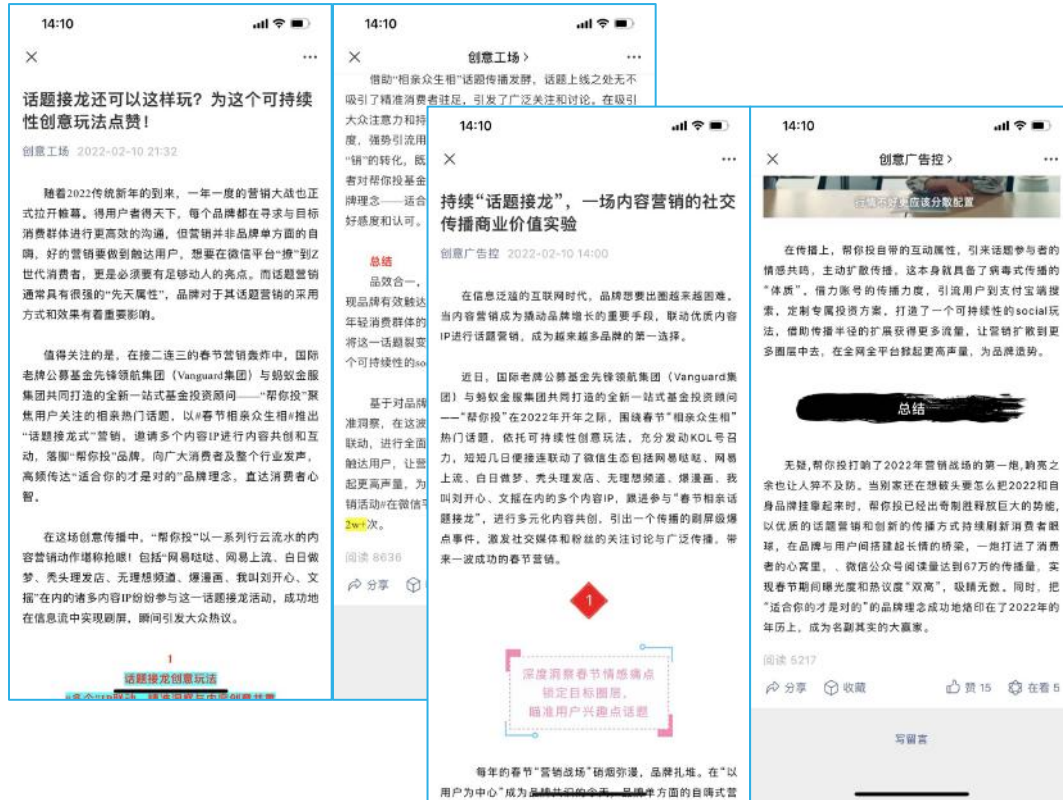 14:10
话题接龙还可以这样玩？为这个可持续
性创意玩法点赞！
创意工场 2022-02-10 21:32
随着2022传统新年的到来，一年一度的营销大战也正
式拉开帷幕。得用户者得天下，每个品牌都在寻求与目标
消费群体进行更高效的沟通，但营销并非品牌单方面的自
嗨，好的营销要做到触达用户，想要在微信平台“撩”到Z
世代消费者，更是必须要有足够动人的亮点。而话题营销
通常具有很强的“先天属性”，品牌对于其话题营销的采用
方式和效果有着重要影响。
值得关注的是，在接二连三的春节营销轰炸中，国际
老牌公募基金先锋领航集团（Vanguard集团）与蚂蚁金服
集团共同打造的全新一站式基金投资顾问——“帮你投”聚
焦用户关注的相亲热门话题，以#春节相亲众生相#推出
“话题接龙式”营销，邀请多个内容IP进行内容共创和互
动，落脚“帮你投”品牌，向广大消费者及整个行业发声，
高频传达“适合你的才是对的”品牌理念，直达消费者心
智。
在这场创意传播中，“帮你投”以一系列行云流水的内
容营销动作堪称抢眼！包括“网易哒哒、网易上流、白日做
梦、秃头理发店、无理想频道、爆漫画、我叫刘开心、文
摇”在内的诸多内容IP纷纷参与这一话题接龙活动，成功地
在信息流中实现刷屏，瞬间引发大众热议。
1
话题接龙创意玩法
14:10
创意工场
借助“相亲众生相”话题传播发酵，话题上线之处无不
吸引了精准消费者驻足，引发了广泛关注和讨论。在吸引
大众注意力和持
度，强势引流用
“销”的转化，既
者对帮你投基金
牌理念——适合
好感度和认可。
总结
品效合一，
现品牌有效触达
年轻消费群体的
将这一话题裂变
个可持续性的so
基于对品牌
准洞察，在这波
联动，进行全面
触达用户，让营
起更高声量，为
销活动#在微信平
2w+次。
阅读 8636
分享
14:10
持续“话题接龙”，一场内容营销的社交
传播商业价值实验
创意广告控 2022-02-10 14:00
在信息泛滥的互联网时代，品牌想要出圈越来越困难。
当内容营销成为撬动品牌增长的重要手段，联动优质内容
IP进行话题营销，成为越来越多品牌的第一选择。
近日，国际老牌公募基金先锋领航集团（Vanguard集
团）与蚂蚁金服集团共同打造的全新一站式基金投资顾问
——“帮你投”在2022年开年之际，围绕春节“相亲众生相”
热门话题，依托可持续性创意玩法，充分发动KOL号召
力，短短几日便接连联动了微信生态包括网易哒哒、网易
上流、白日做梦、秃头理发店、无理想频道、爆漫画、我
叫刘开心、文摇在内的多个内容IP，跟进参与“春节相亲话
题接龙”，进行多元化内容共创，引出一个传播的刷屏级爆
点事件，激发社交媒体和粉丝的关注讨论与广泛传播，带
来一波成功的春节营销。
1
深度洞察春节情感痛点
锁定目标圈层，
瞄准用户兴趣点话题
每年的春节“营销战场”硝烟弥漫，品牌扎堆。在“以
用户为中心”成为品牌共识的今天，品牌单方面的自嗨式营
14:10
创意广告控
行情不好更应该分散配置
在传播上，帮你投自带的互动属性，引来话题参与者的
情感共鸣，主动扩散传播，这本身就具备了病毒式传播的
“体质”，借力账号的传播力度，引流用户到支付宝端搜
索，定制专属投资方案，打造了一个可持续性的social玩
法，借助传播半径的扩展获得更多流量，让营销扩散到更
多圈层中去，在全网全平台掀起更高声量，为品牌造势。
总结
无疑,帮你投打响了2022年营销战场的第一炮,响亮之
余也让人猝不及防。当别家还在想破头要怎么把2022和自
身品牌挂靠起来时，帮你投已经出奇制胜释放巨大的势能，
以优质的话题营销和创新的传播方式持续刷新消费者眼
球，在品牌与用户间搭建起长情的桥梁，一炮打进了消费
者的心窝里，、微信公众号阅读量达到67万的传播量，实
现春节期间曝光度和热议度“双高”，吸睛无数。同时，把
“适合你的才是对的”的品牌理念成功地烙印在了2022年的
年历上，成为名副其实的大赢家。
阅读 5217
分享 收藏 赞 15 在看 5
写留言